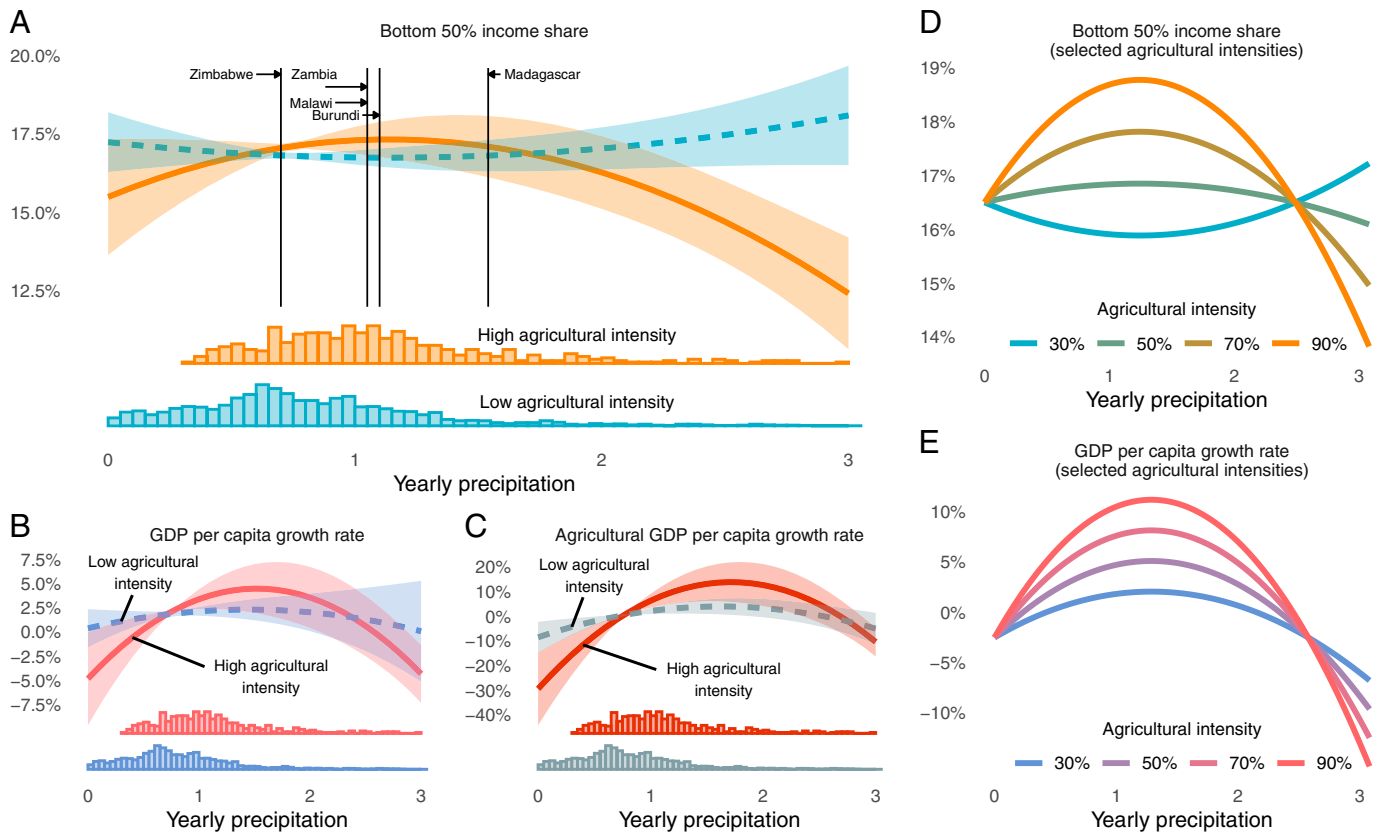 A
Bottom 50% income share
20.0%
17.5%
15.0%
12.5%
Zimbabwe
Zambia
Malawi
Burundi
Madagascar
High agricultural intensity
Low agricultural intensity
0
1
2
3
Yearly precipitation
B
GDP per capita growth rate
7.5%
5.0%
2.5%
0.0%
−2.5%
−5.0%
−7.5%
Low agricultural
intensity
High agricultural
intensity
0
1
2
3
Yearly precipitation
C
Agricultural GDP per capita growth rate
20%
10%
0%
−10%
−20%
−30%
−40%
Low agricultural
intensity
High agricultural
intensity
0
1
2
3
Yearly precipitation
D
Bottom 50% income share
(selected agricultural intensities)
19%
18%
17%
16%
15%
14%
Agricultural intensity
30% 50% 70% 90%
0
1
2
3
Yearly precipitation
E
GDP per capita growth rate
(selected agricultural intensities)
10%
5%
0%
−5%
−10%
Agricultural intensity
30% 50% 70% 90%
0
1
2
3
Yearly precipitation